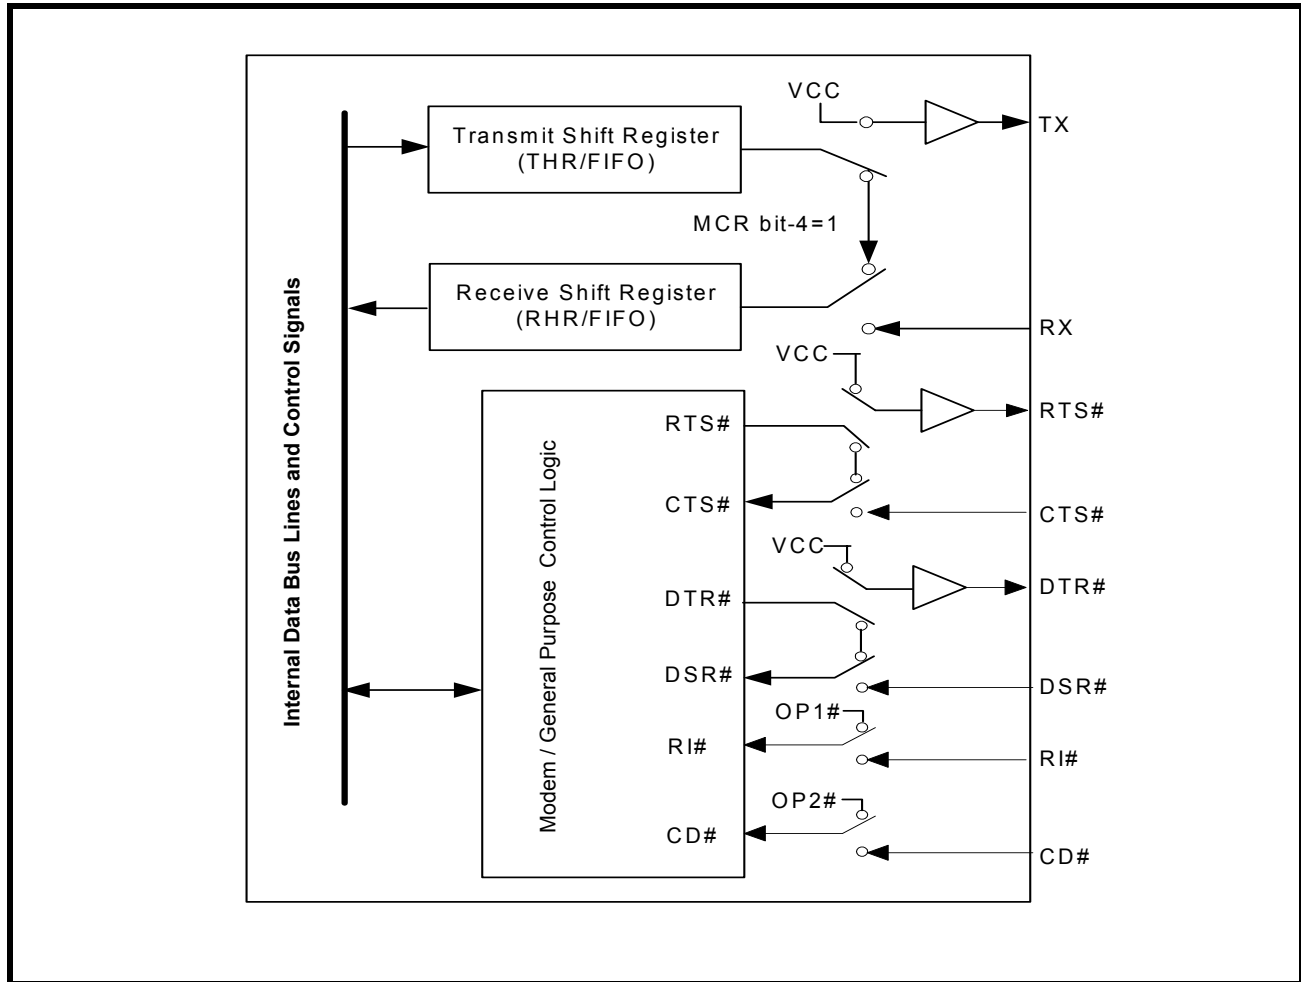 VCC
TX
Transmit Shift Register
(THR/FIFO)
MCR bit-4=1
Receive Shift Register
(RHR/FIFO)
RX
VCC
RTS#
RTS#
CTS#
CTS#
VCC
DTR#
DTR#
DSR#
DSR#
OP1#
RI#
RI#
OP2#
CD#
CD#
Internal Data Bus Lines and Control Signals
Modem / General Purpose Control Logic